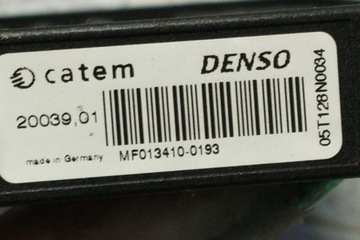 catem DENSO
20039,01
made in Germany MF013410-0193
05T128N0034